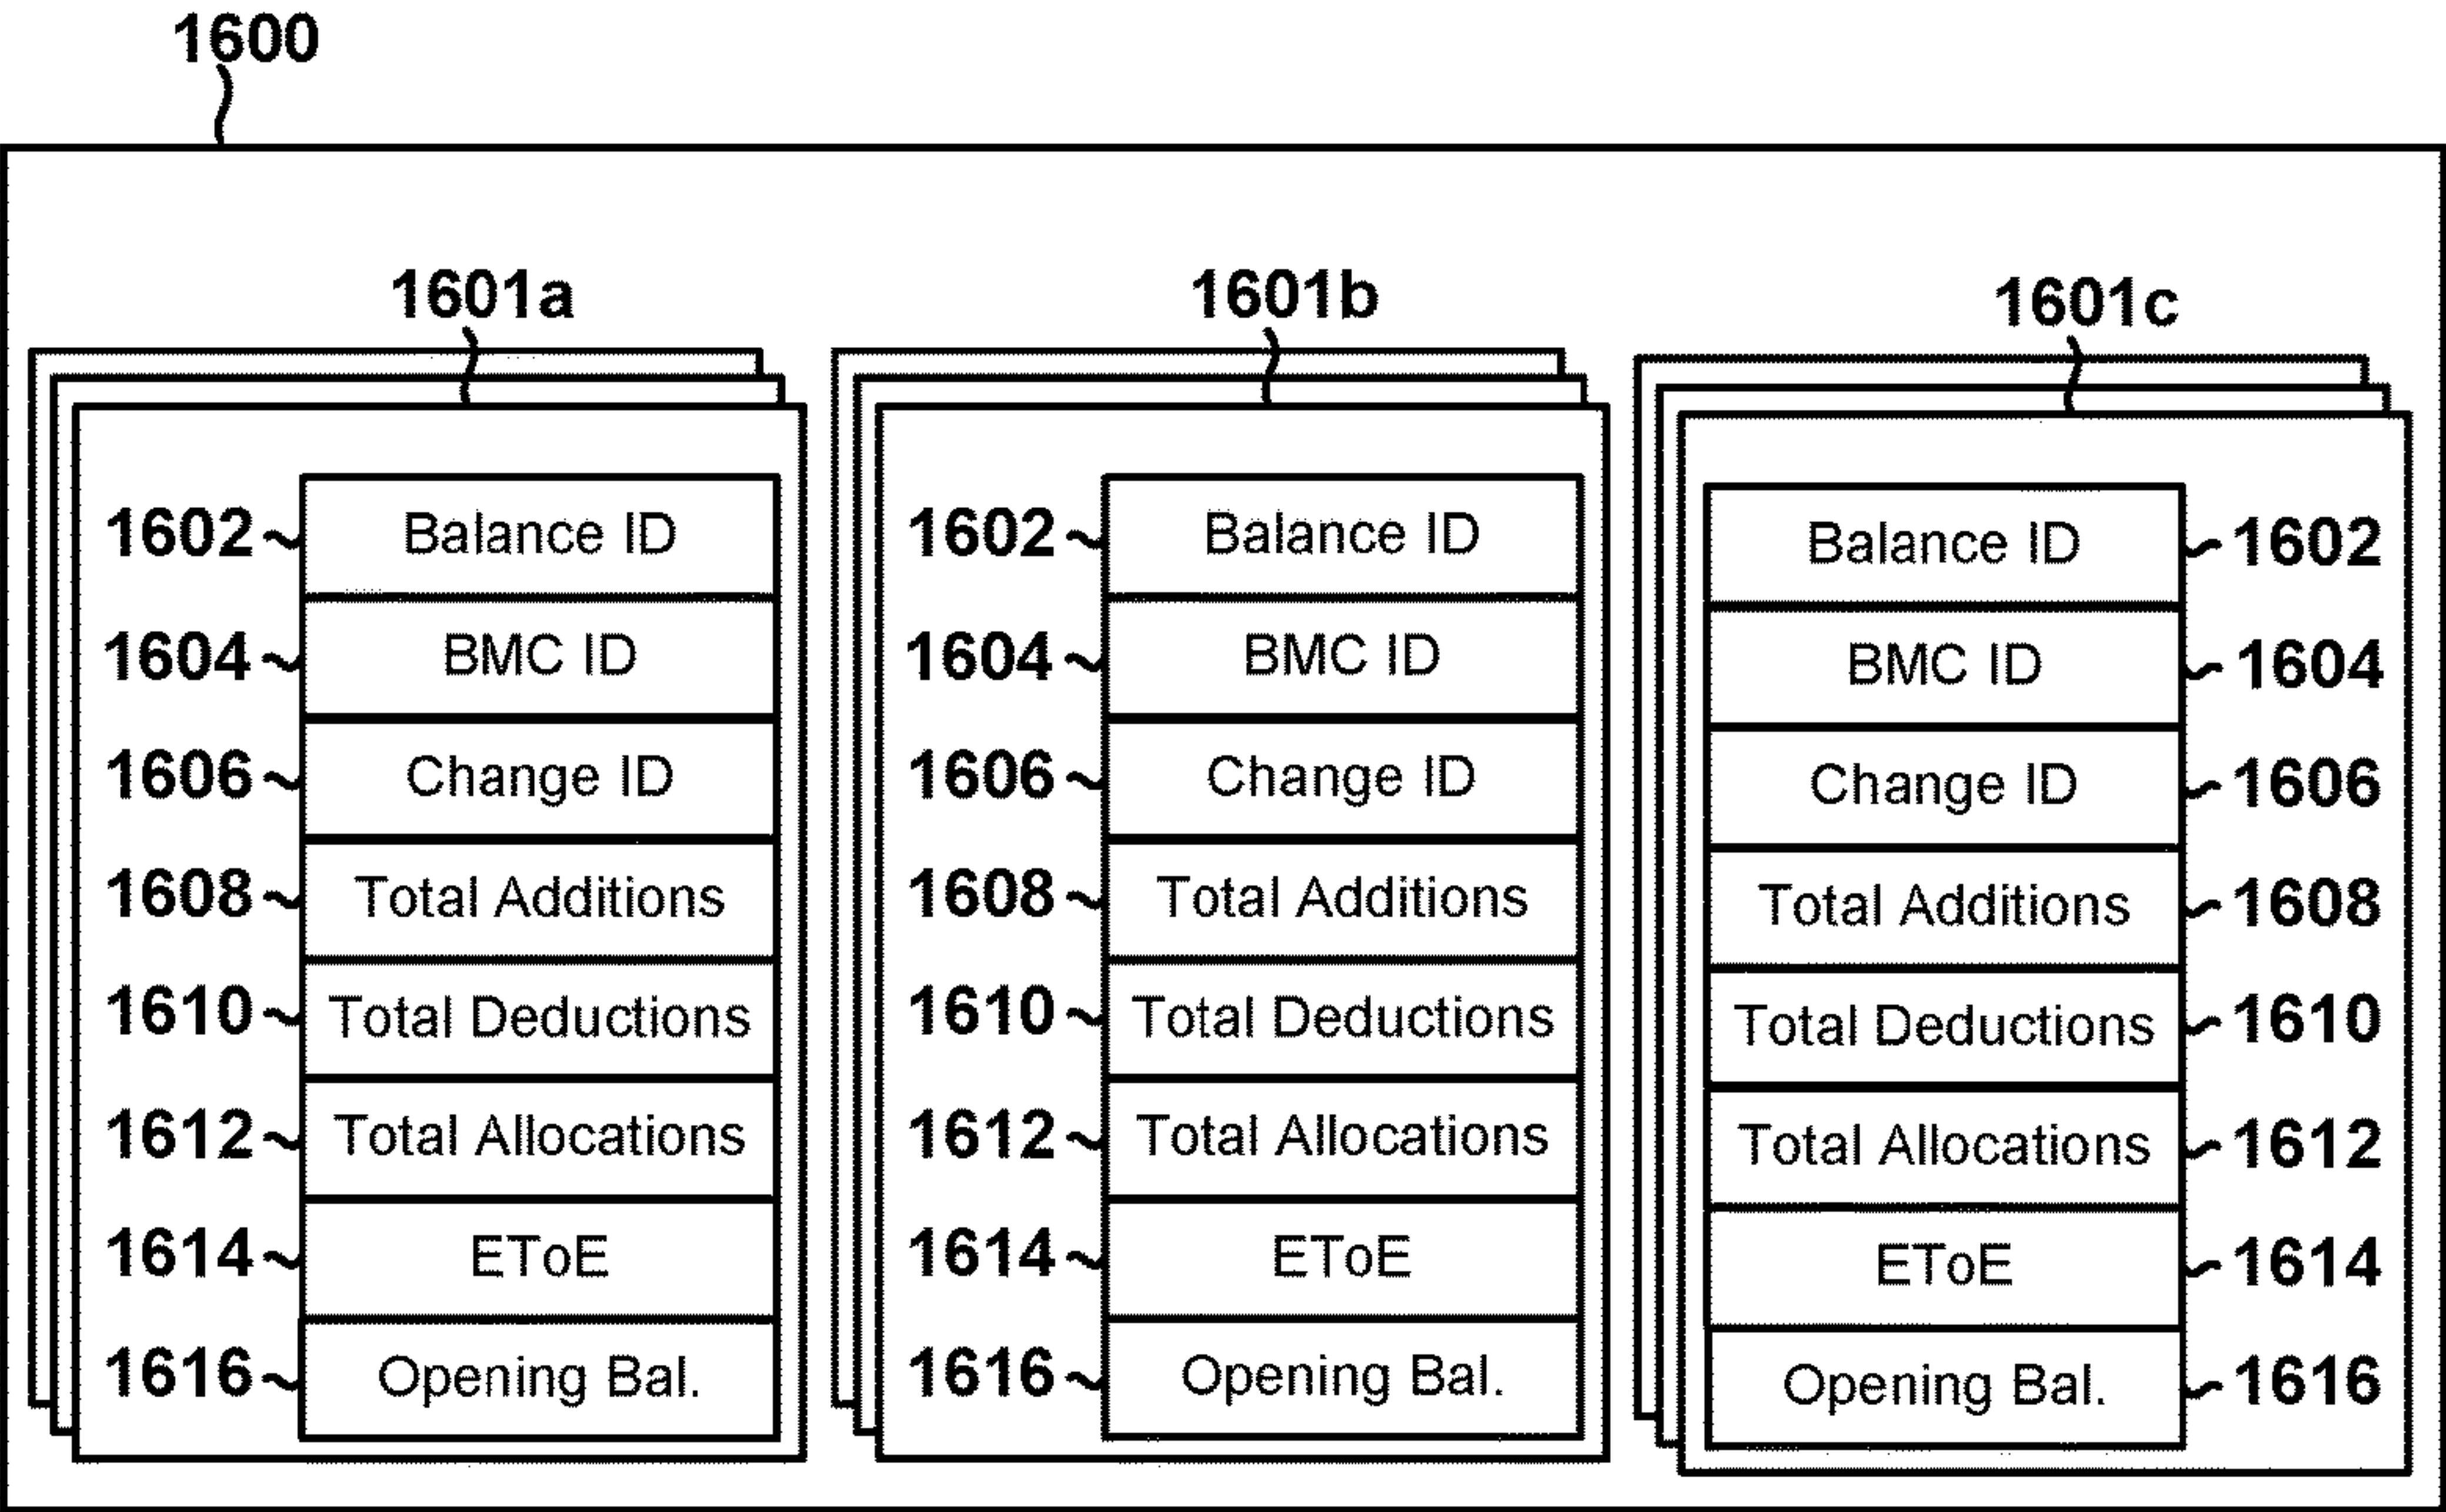 1600
1601a 1601b 1601c
1602 Balance ID 1602 Balance ID Balance ID 1602
1604 BMC ID 1604 BMC ID BMC ID 1604
1606 Change ID 1606 Change ID Change ID 1606
1608 Total Additions 1608 Total Additions Total Additions 1608
1610 Total Deductions 1610 Total Deductions Total Deductions 1610
1612 Total Allocations 1612 Total Allocations Total Allocations 1612
1614 EToE 1614 EToE EToE 1614
1616 Opening Bal. 1616 Opening Bal. Opening Bal. 1616